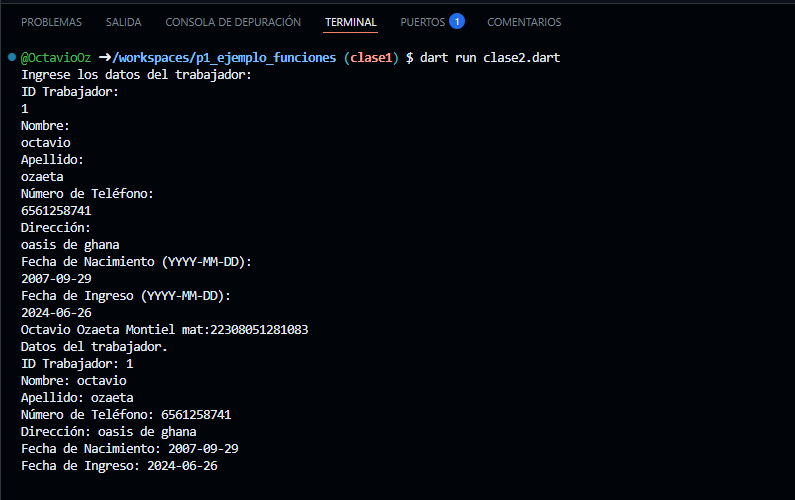 PROBLEMAS SALIDA CONSOLA DE DEPURACIÓN TERMINAL PUERTOS 1 COMENTARIOS
@OctavioOz ➜/workspaces/p1_ejemplo_funciones (clase1) $ dart run clase2.dart
Ingrese los datos del trabajador:
ID Trabajador:
1
Nombre:
octavio
Apellido:
ozaeta
Número de Teléfono:
6561258741
Dirección:
oasis de ghana
Fecha de Nacimiento (YYYY-MM-DD):
2007-09-29
Fecha de Ingreso (YYYY-MM-DD):
2024-06-26
Octavio Ozaeta Montiel mat:22308051281083
Datos del trabajador.
ID Trabajador: 1
Nombre: octavio
Apellido: ozaeta
Número de Teléfono: 6561258741
Dirección: oasis de ghana
Fecha de Nacimiento: 2007-09-29
Fecha de Ingreso: 2024-06-26